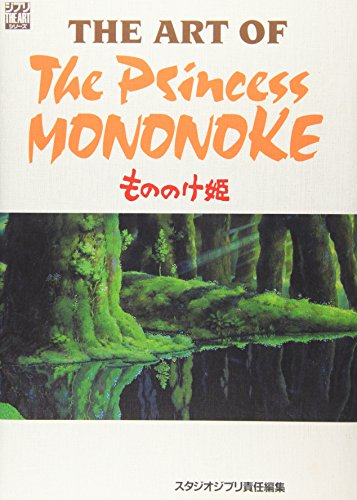 ジブリ
THE ART
シリーズ
THE ART OF
The Princess
MONONOKE
もののけ姫
スタジオジブリ責任編集